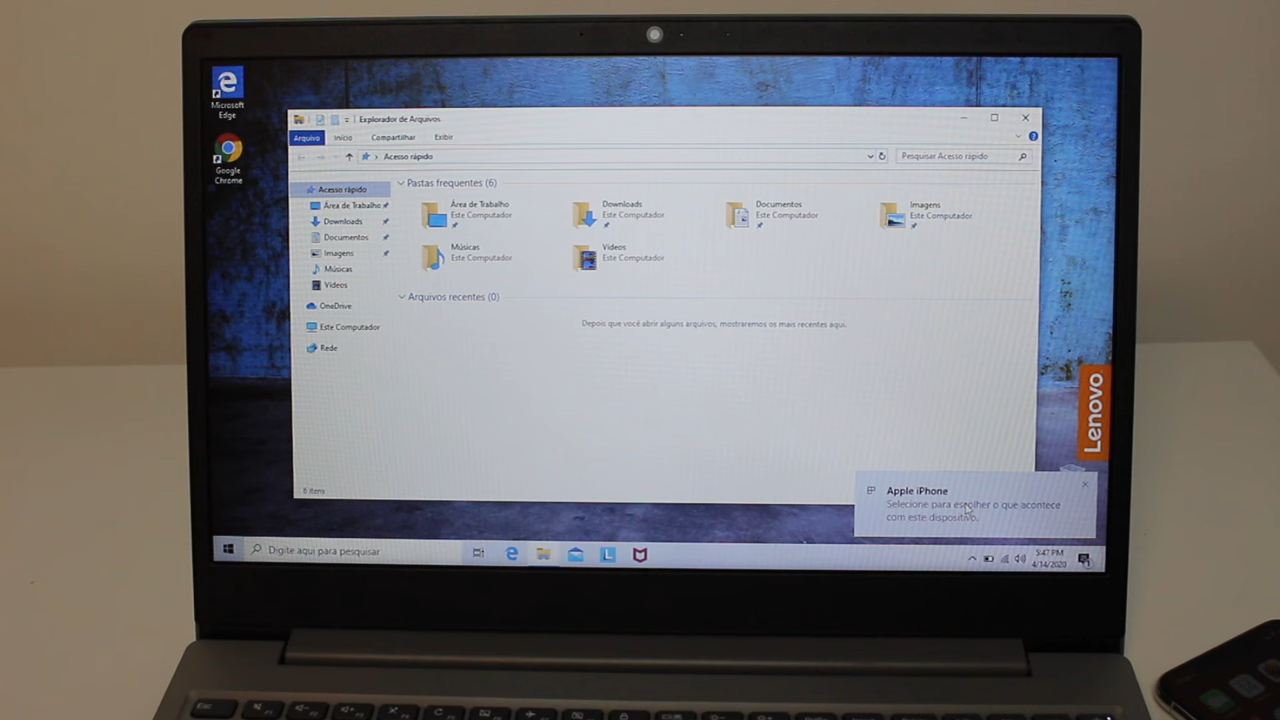 Microsoft
Edge
Google
Chrome
Explorador de Arquivos
Arquivo
Início
Compartilhar
Exibir
Acesso rápido
Pesquisar Acesso rápido
Acesso rápido
Área de Trabalho
Downloads
Documentos
Imagens
Músicas
Vídeos
OneDrive
Este Computador
Rede
Pastas frequentes (6)
Área de Trabalho
Este Computador
Downloads
Este Computador
Documentos
Este Computador
Imagens
Este Computador
Músicas
Este Computador
Vídeos
Este Computador
Arquivos recentes (0)
Depois que você abrir alguns arquivos, mostraremos os mais recentes aqui.
6 itens
Lenovo
Apple iPhone
Selecione para escolher o que acontece
com este dispositivo.
Digite aqui para pesquisar
5:47 PM
4/14/2020
Esc